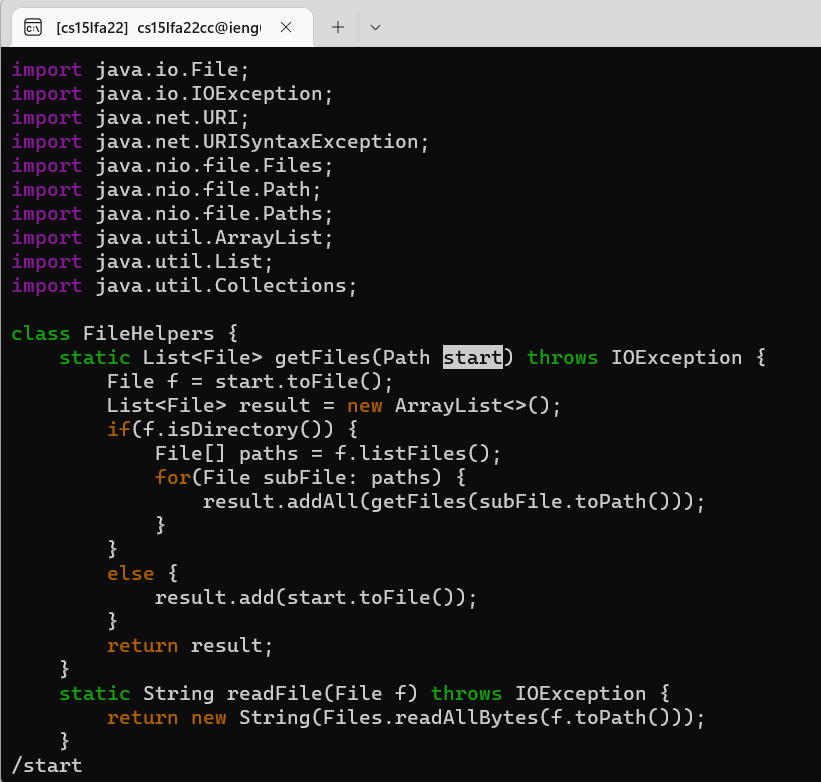 [cs15lfa22] cs15lfa22cc@ieng
import java.io.File;
import java.io.IOException;
import java.net.URI;
import java.net.URISyntaxException;
import java.nio.file.Files;
import java.nio.file.Path;
import java.nio.file.Paths;
import java.util.ArrayList;
import java.util.List;
import java.util.Collections;

class FileHelpers {
    static List<File> getFiles(Path start) throws IOException {
        File f = start.toFile();
        List<File> result = new ArrayList<>();
        if(f.isDirectory()) {
            File[] paths = f.listFiles();
            for(File subFile: paths) {
                result.addAll(getFiles(subFile.toPath()));
            }
        }
        else {
            result.add(start.toFile());
        }
        return result;
    }
    static String readFile(File f) throws IOException {
        return new String(Files.readAllBytes(f.toPath()));
    }
/start